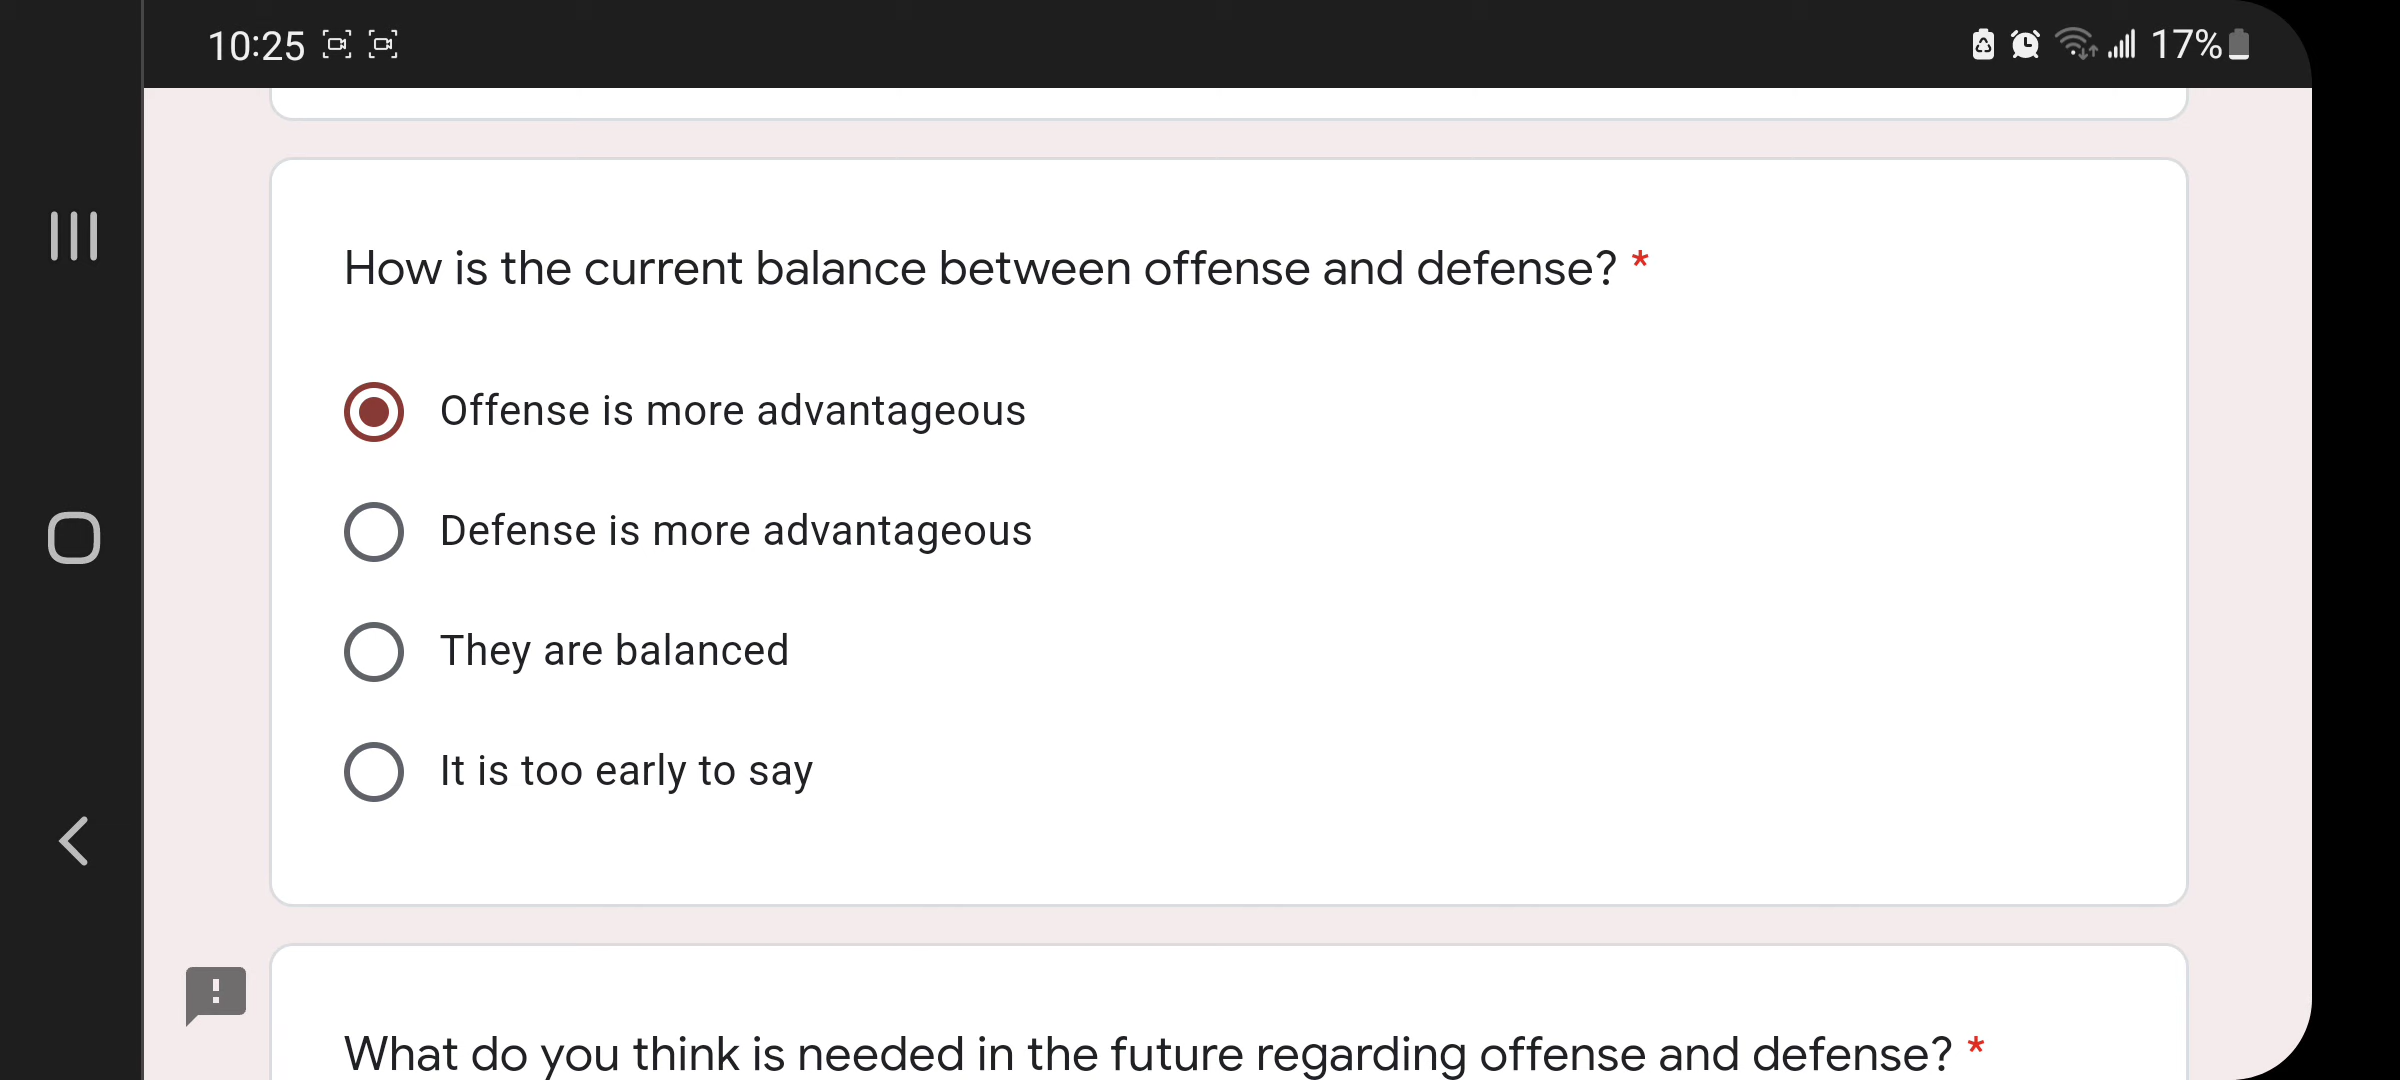 10:25
17%
How is the current balance between offense and defense? *
Offense is more advantageous
Defense is more advantageous
They are balanced
It is too early to say
What do you think is needed in the future regarding offense and defense? *